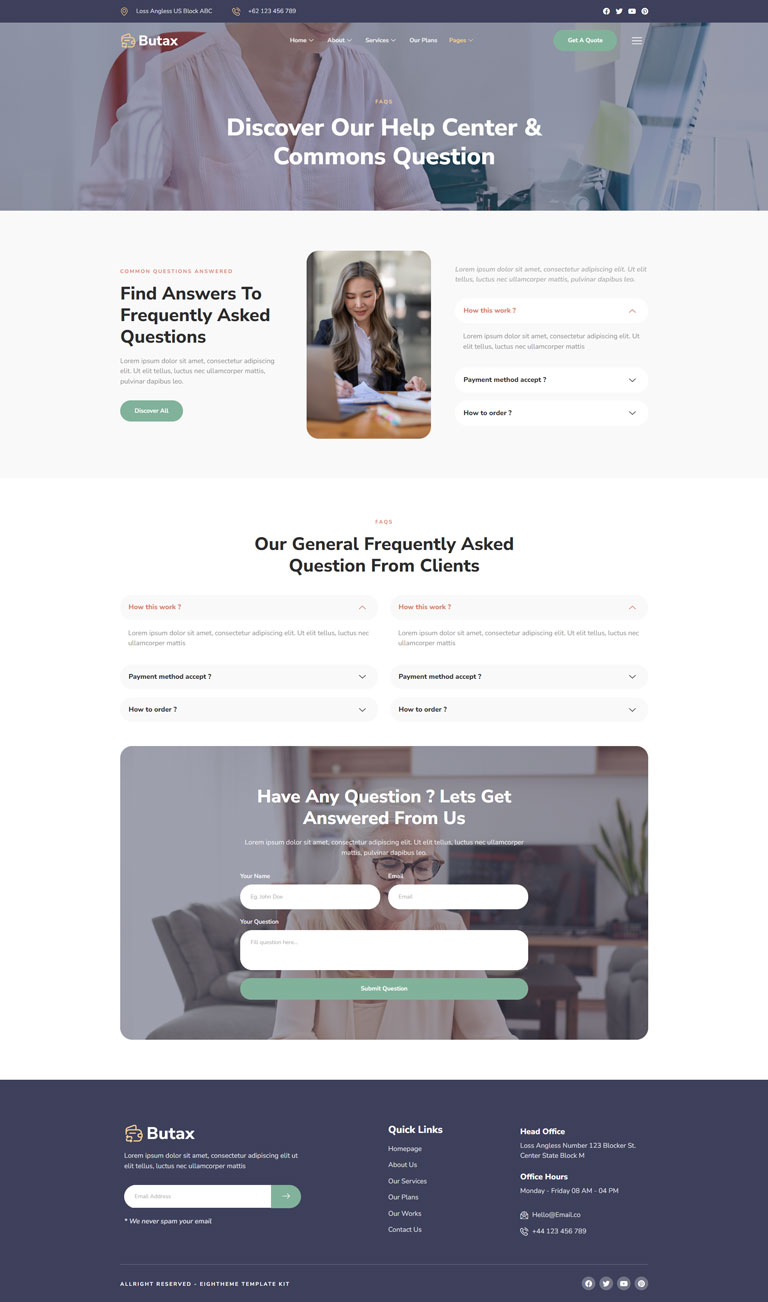 Loss Angless US Block ABC
+62 123 456 789
Butax
Home
About
Services
Our Plans
Pages
Get A Quote
FAQS
Discover Our Help Center &
Commons Question
COMMON QUESTIONS ANSWERED
Find Answers To
Frequently Asked
Questions
Lorem ipsum dolor sit amet, consectetur adipiscing
elit. Ut elit tellus, luctus nec ullamcorper mattis,
pulvinar dapibus leo.
Discover All
Lorem ipsum dolor sit amet, consectetur adipiscing elit. Ut elit
tellus, luctus nec ullamcorper mattis, pulvinar dapibus leo.
How this work ?
Lorem ipsum dolor sit amet, consectetur adipiscing elit. Ut
elit tellus, luctus nec ullamcorper mattis
Payment method accept ?
How to order ?
FAQS
Our General Frequently Asked
Question From Clients
How this work ?
Lorem ipsum dolor sit amet, consectetur adipiscing elit. Ut elit tellus, luctus nec
ullamcorper mattis
Payment method accept ?
How to order ?
How this work ?
Lorem ipsum dolor sit amet, consectetur adipiscing elit. Ut elit tellus, luctus nec
ullamcorper mattis
Payment method accept ?
How to order ?
Have Any Question ? Lets Get
Answered From Us
Lorem ipsum dolor sit amet, consectetur adipiscing elit. Ut elit tellus, luctus nec ullamcorper
mattis, pulvinar dapibus leo.
Your Name
Email
Eg. John Doe
Email
Your Question
Fill question here...
Submit Question
Butax
Lorem ipsum dolor sit amet, consectetur adipiscing elit ut
elit tellus, luctus nec ullamcorper mattis
Email Address
* We never spam your email
Quick Links
Homepage
About Us
Our Services
Our Plans
Our Works
Contact Us
Head Office
Loss Angless Number 123 Blocker St.
Center State Block M
Office Hours
Monday - Friday 08 AM - 04 PM
Hello@Email.co
+44 123 456 789
ALLRIGHT RESERVED - EIGHTHEME TEMPLATE KIT